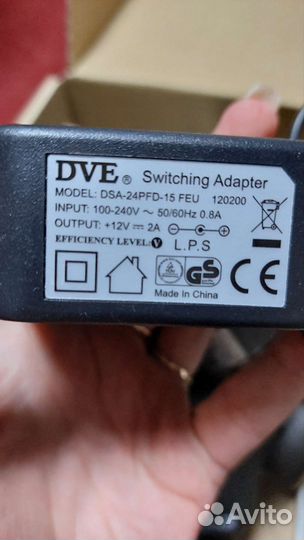 DVE® Switching Adapter
MODEL: DSA-24PFD-15 FEU 120200
INPUT: 100-240V ~ 50/60Hz 0.8A
OUTPUT: +12V ⎓ 2A
EFFICIENCY LEVEL: V L.P.S
GS
CE
Made In China
Avito